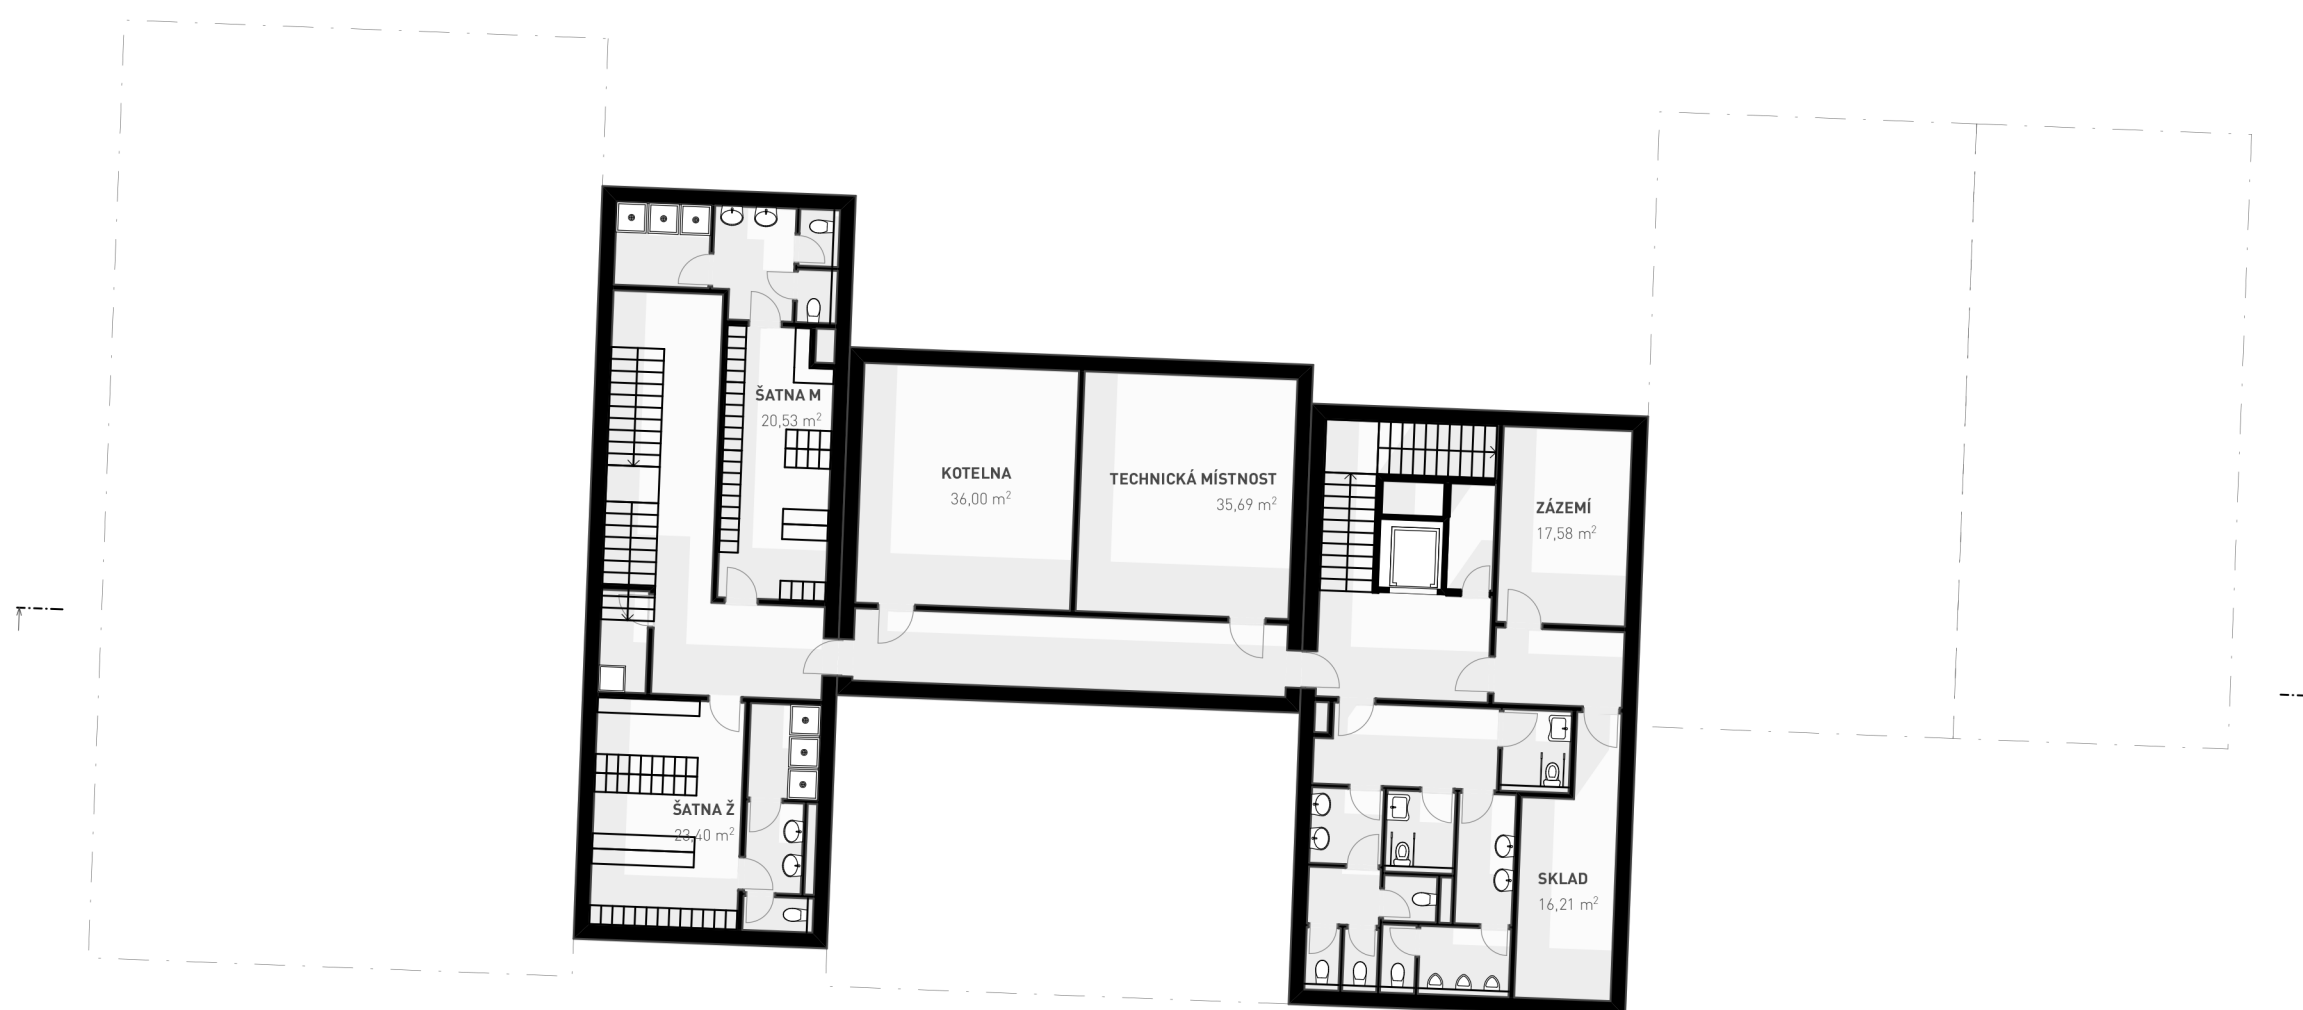 ŠATNA M
20,53 m²
KOTELNA
36,00 m²
TECHNICKÁ MÍSTNOST
35,69 m²
ZÁZEMÍ
17,58 m²
ŠATNA Ž
23,40 m²
SKLAD
16,21 m²